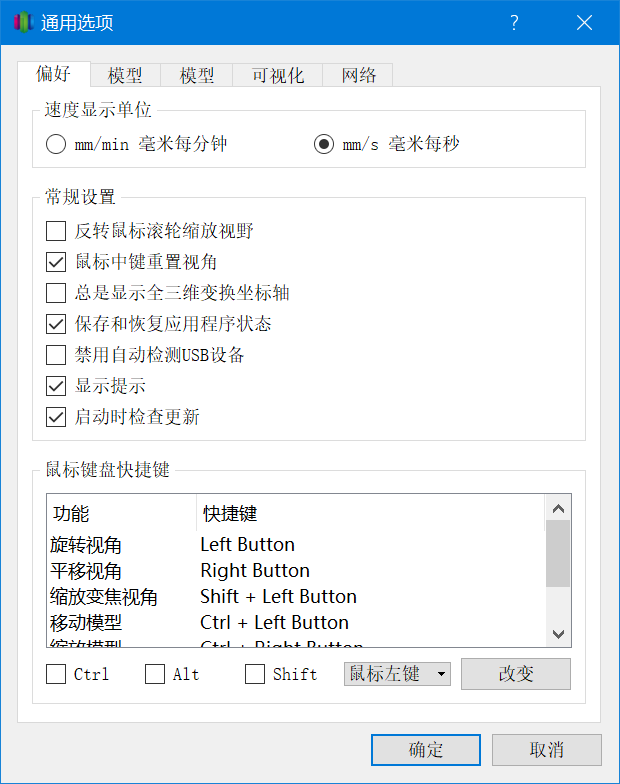 通用选项 ?
偏好 模型 模型 可视化 网络
速度显示单位
mm/min 毫米每分钟 mm/s 毫米每秒
常规设置
反转鼠标滚轮缩放视野
鼠标中键重置视角
总是显示全三维变换坐标轴
保存和恢复应用程序状态
禁用自动检测USB设备
显示提示
启动时检查更新
鼠标键盘快捷键
功能 快捷键
旋转视角 Left Button
平移视角 Right Button
缩放变焦视角 Shift + Left Button
移动模型 Ctrl + Left Button
缩放模型 Ctrl + Right Button
Ctrl Alt Shift 鼠标左键 改变
确定 取消